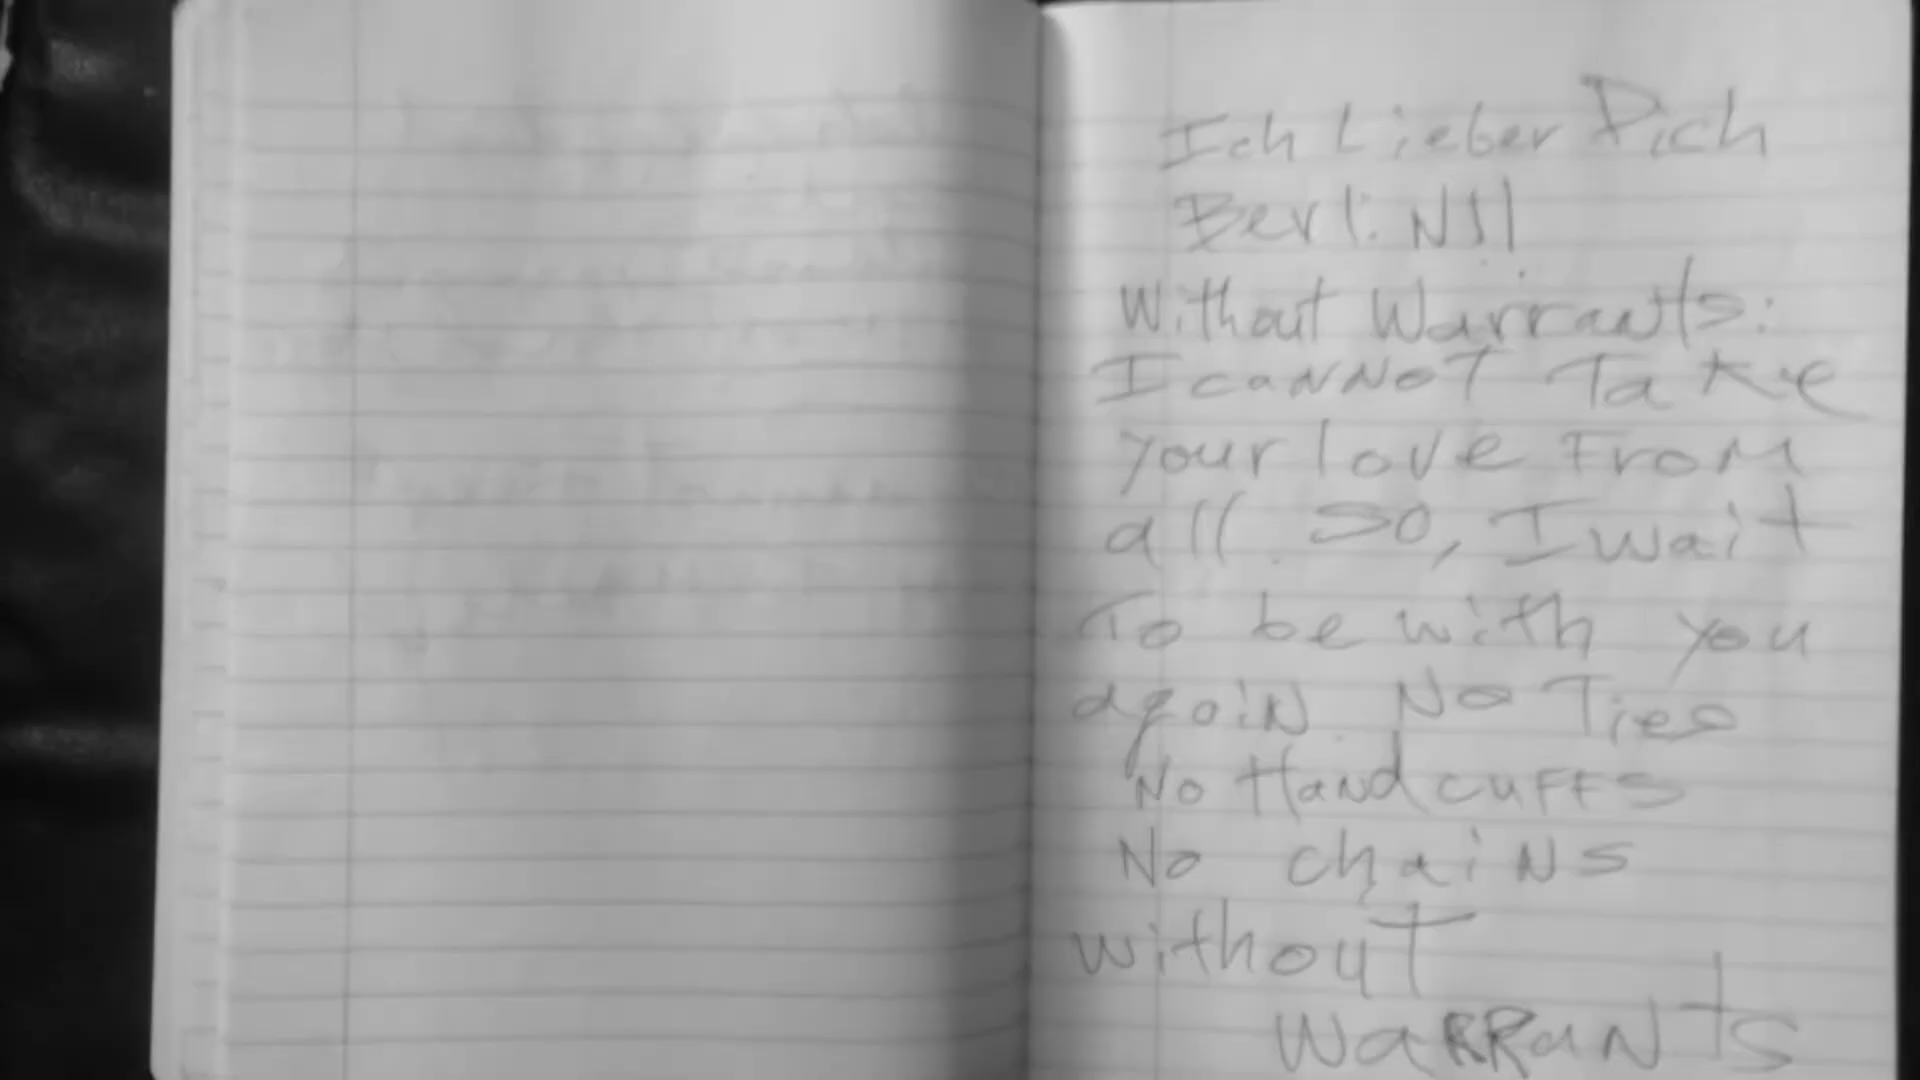 Ich Lieber Dich
Berlin!!
Without Warrants:
I cannot Take
your love From
all. so, I wait
To be with you
again. No Ties
No Handcuffs
No chains
without
WaRRants